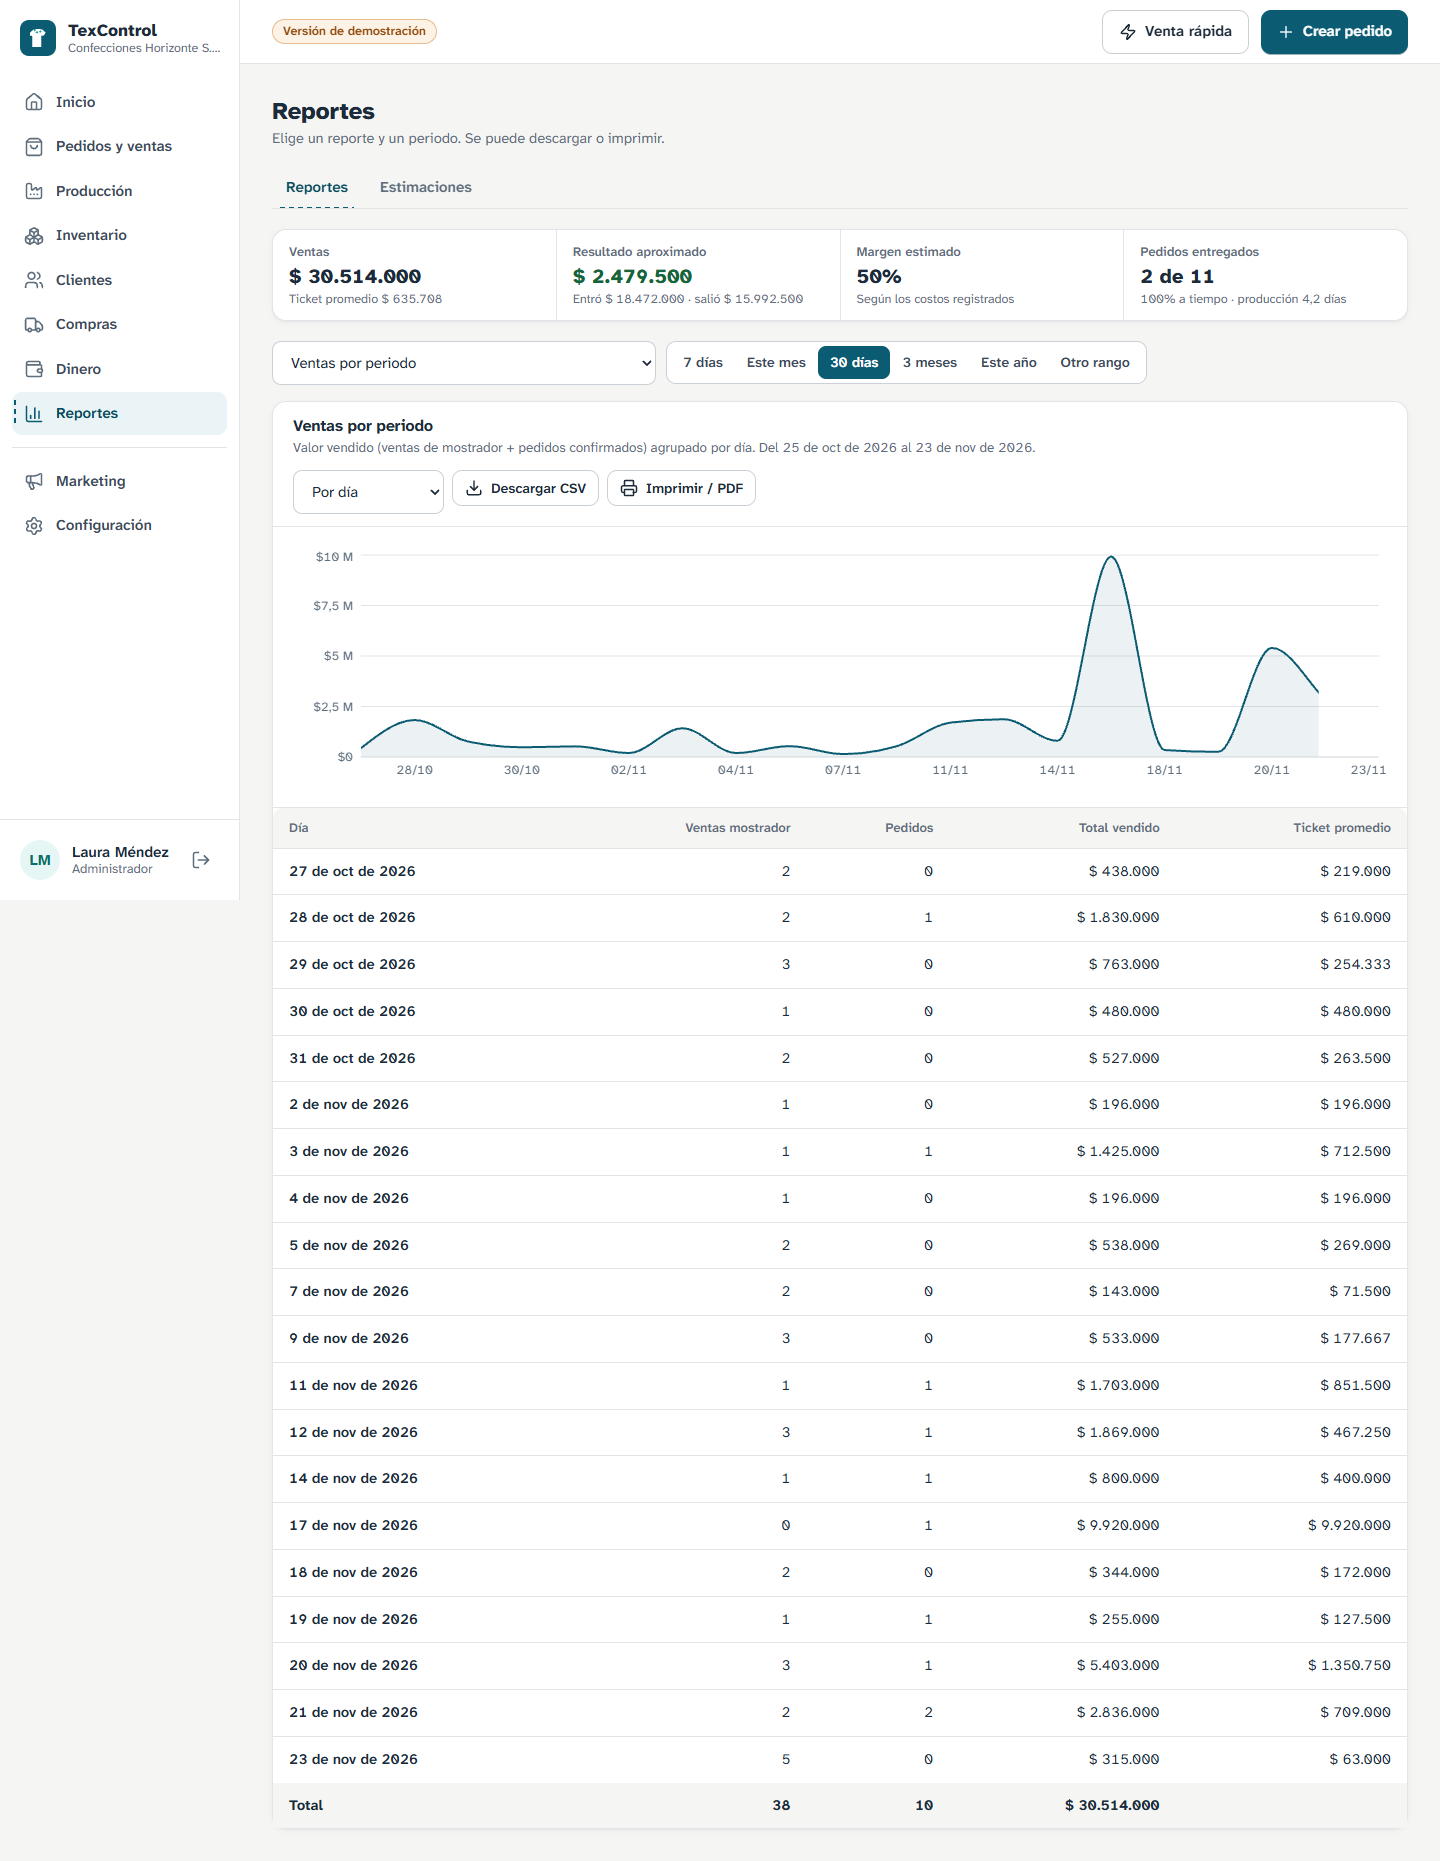 TexControl
Confecciones Horizonte S....
Inicio
Pedidos y ventas
Producción
Inventario
Clientes
Compras
Dinero
Reportes
Marketing
Configuración
LM
Laura Méndez
Administrador
Versión de demostración
Venta rápida
Crear pedido
Reportes
Elige un reporte y un periodo. Se puede descargar o imprimir.
Reportes Estimaciones
Ventas
$ 30.514.000
Ticket promedio $ 635.708
Resultado aproximado
$ 2.479.500
Entró $ 18.472.000 · salió $ 15.992.500
Margen estimado
50%
Según los costos registrados
Pedidos entregados
2 de 11
100% a tiempo · producción 4,2 días
Ventas por periodo
7 días Este mes 30 días 3 meses Este año Otro rango
Ventas por periodo
Valor vendido (ventas de mostrador + pedidos confirmados) agrupado por día. Del 25 de oct de 2026 al 23 de nov de 2026.
Por día Descargar CSV Imprimir / PDF
$10 M
$7,5 M
$5 M
$2,5 M
$0
28/10 30/10 02/11 04/11 07/11 11/11 14/11 18/11 20/11 23/11
Día Ventas mostrador Pedidos Total vendido Ticket promedio
27 de oct de 2026 2 0 $ 438.000 $ 219.000
28 de oct de 2026 2 1 $ 1.830.000 $ 610.000
29 de oct de 2026 3 0 $ 763.000 $ 254.333
30 de oct de 2026 1 0 $ 480.000 $ 480.000
31 de oct de 2026 2 0 $ 527.000 $ 263.500
2 de nov de 2026 1 0 $ 196.000 $ 196.000
3 de nov de 2026 1 1 $ 1.425.000 $ 712.500
4 de nov de 2026 1 0 $ 196.000 $ 196.000
5 de nov de 2026 2 0 $ 538.000 $ 269.000
7 de nov de 2026 2 0 $ 143.000 $ 71.500
9 de nov de 2026 3 0 $ 533.000 $ 177.667
11 de nov de 2026 1 1 $ 1.703.000 $ 851.500
12 de nov de 2026 3 1 $ 1.869.000 $ 467.250
14 de nov de 2026 1 1 $ 800.000 $ 400.000
17 de nov de 2026 0 1 $ 9.920.000 $ 9.920.000
18 de nov de 2026 2 0 $ 344.000 $ 172.000
19 de nov de 2026 1 1 $ 255.000 $ 127.500
20 de nov de 2026 3 1 $ 5.403.000 $ 1.350.750
21 de nov de 2026 2 2 $ 2.836.000 $ 709.000
23 de nov de 2026 5 0 $ 315.000 $ 63.000
Total 38 10 $ 30.514.000